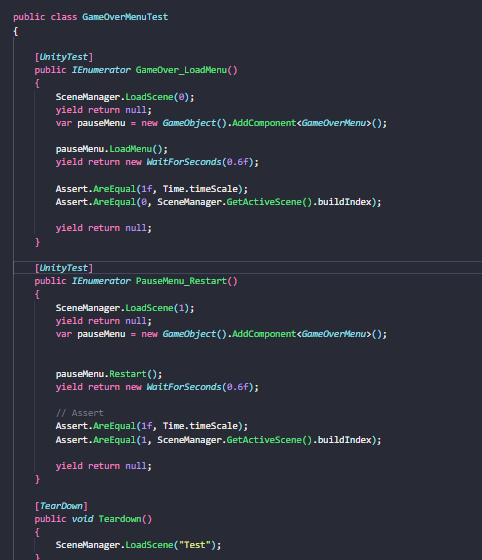 public class GameOverMenuTest
{
[UnityTest]
public IEnumerator GameOver_LoadMenu()
{
SceneManager.LoadScene(0);
yield return null;
var pauseMenu = new GameObject().AddComponent<GameOverMenu>();
pauseMenu.LoadMenu();
yield return new WaitForSeconds(0.6f);
Assert.AreEqual(1f, Time.timeScale);
Assert.AreEqual(0, SceneManager.GetActiveScene().buildIndex);
yield return null;
}
[UnityTest]
public IEnumerator PauseMenu_Restart()
{
SceneManager.LoadScene(1);
yield return null;
var pauseMenu = new GameObject().AddComponent<GameOverMenu>();
pauseMenu.Restart();
yield return new WaitForSeconds(0.6f);
// Assert
Assert.AreEqual(1f, Time.timeScale);
Assert.AreEqual(1, SceneManager.GetActiveScene().buildIndex);
yield return null;
}
[TearDown]
public void Teardown()
{
SceneManager.LoadScene("Test");
}